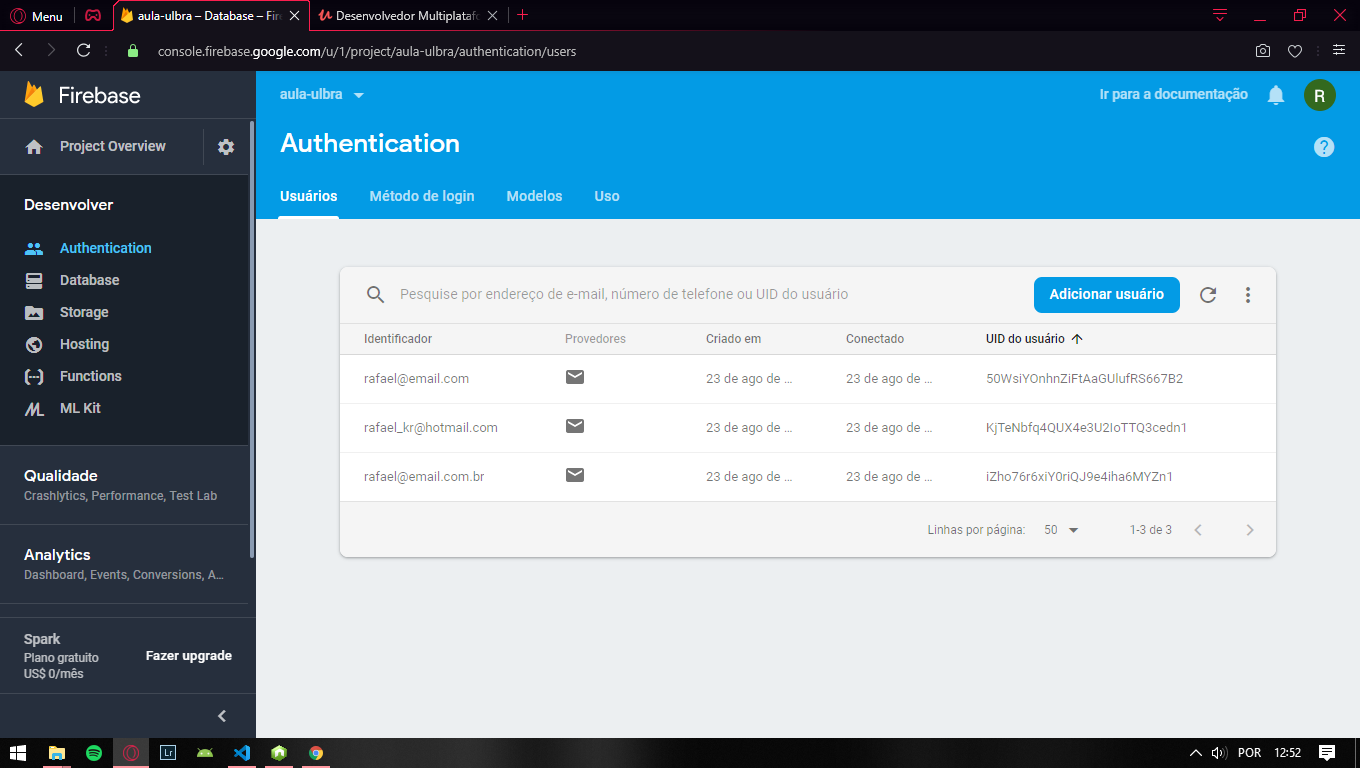 Menu
aula-ulbra – Database – Fir
Desenvolvedor Multiplatafo
console.firebase.google.com/u/1/project/aula-ulbra/authentication/users
Firebase
aula-ulbra
Ir para a documentação
R
Project Overview
Authentication
Usuários Método de login Modelos Uso
Desenvolver
Authentication
Database
Storage
Hosting
Functions
ML Kit
Qualidade
Crashlytics, Performance, Test Lab
Analytics
Dashboard, Events, Conversions, A...
Spark
Plano gratuito
US$ 0/mês
Fazer upgrade
Pesquise por endereço de e-mail, número de telefone ou UID do usuário
Adicionar usuário
Identificador Provedores Criado em Conectado UID do usuário
rafael@email.com 23 de ago de ... 23 de ago de ... 50WsiYOnhnZiFtAaGUlufRS667B2
rafael_kr@hotmail.com 23 de ago de ... 23 de ago de ... KjTeNbfq4QUX4e3U2IoTTQ3cedn1
rafael@email.com.br 23 de ago de ... 23 de ago de ... iZho76r6xiY0riQJ9e4iha6MYZn1
Linhas por página: 50 1-3 de 3
Lr
POR 12:52